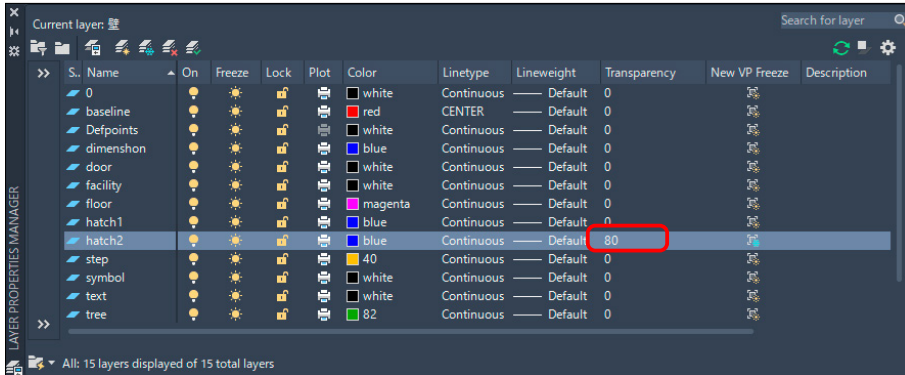 Current layer: 壁
Search for layer
S.. Name On Freeze Lock Plot Color Linetype Lineweight Transparency New VP Freeze Description
0 white Continuous Default 0
baseline red CENTER Default 0
Defpoints white Continuous Default 0
dimenshon blue Continuous Default 0
door white Continuous Default 0
facility white Continuous Default 0
floor magenta Continuous Default 0
hatch1 blue Continuous Default 0
hatch2 blue Continuous Default 80
step 40 Continuous Default 0
symbol white Continuous Default 0
text white Continuous Default 0
tree 82 Continuous Default 0
LAYER PROPERTIES MANAGER
All: 15 layers displayed of 15 total layers